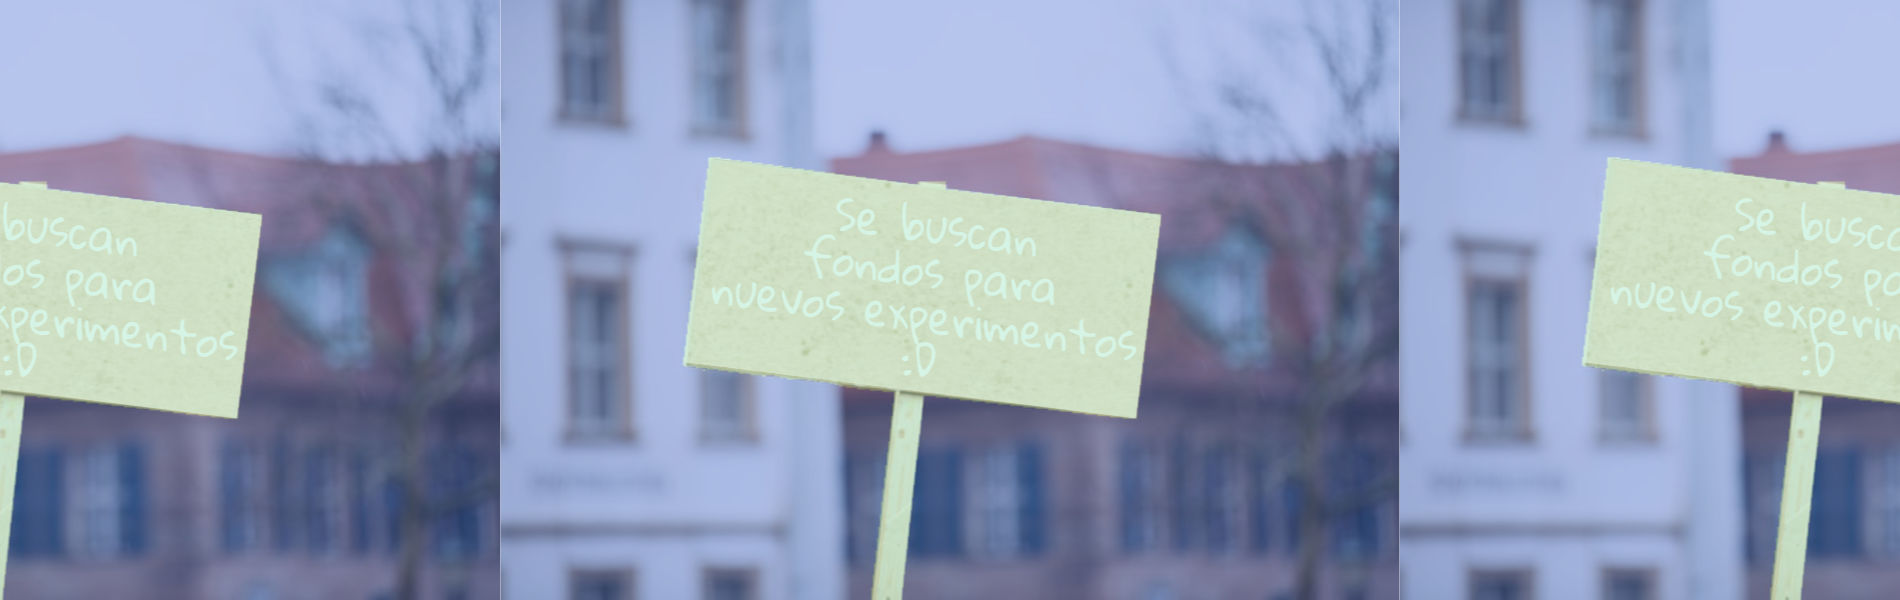 buscan
os para
xperimentos
:D
Se buscan
fondos para
nuevos experimentos
:D
Se busca
fondos pa
nuevos experim
:D